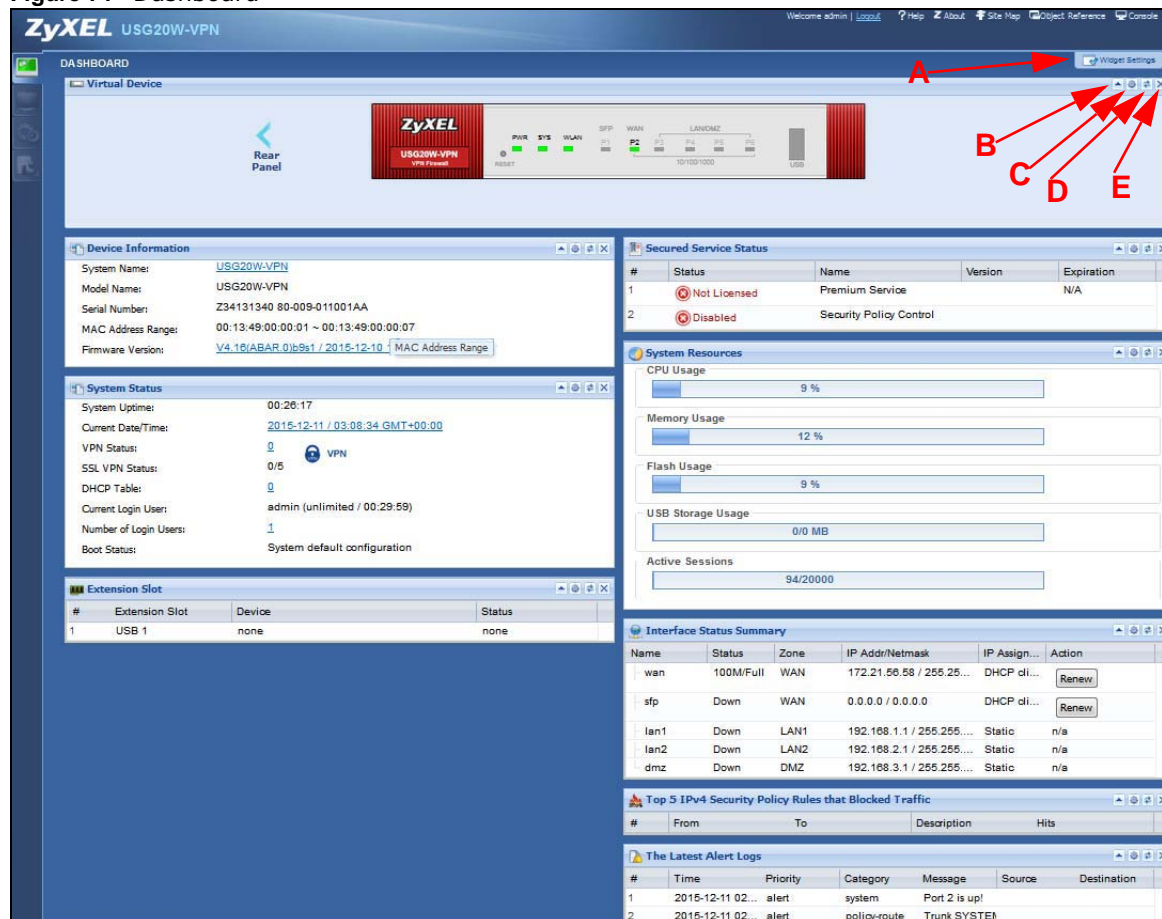 ZyXEL USG20W-VPN
Welcome admin | Logout ?Help Z About Site Map Object Reference Console
DASHBOARD
Widget Settings
A
Virtual Device
B
C
D
E
Rear Panel
ZyXEL
USG20W-VPN
VPN Firewall
RESET
PWR SYS WLAN
SFP WAN LAN/DMZ
P1 P2 P3 P4 P5 P6
10/100/1000
USB
Device Information
System Name: USG20W-VPN
Model Name: USG20W-VPN
Serial Number: Z34131340 80-009-011001AA
MAC Address Range: 00:13:49:00:00:01 ~ 00:13:49:00:00:07
Firmware Version: V4.16(ABAR.0)b9s1 / 2015-12-10
MAC Address Range
System Status
System Uptime: 00:26:17
Current Date/Time: 2015-12-11 / 03:08:34 GMT+00:00
VPN Status: 0 VPN
SSL VPN Status: 0/5
DHCP Table: 0
Current Login User: admin (unlimited / 00:29:59)
Number of Login Users: 1
Boot Status: System default configuration
Extension Slot
# Extension Slot Device Status
1 USB 1 none none
Secured Service Status
# Status Name Version Expiration
1 Not Licensed Premium Service N/A
2 Disabled Security Policy Control
System Resources
CPU Usage
9 %
Memory Usage
12 %
Flash Usage
9 %
USB Storage Usage
0/0 MB
Active Sessions
94/20000
Interface Status Summary
Name Status Zone IP Addr/Netmask IP Assign... Action
wan 100M/Full WAN 172.21.56.58 / 255.25... DHCP cli... Renew
sfp Down WAN 0.0.0.0 / 0.0.0.0 DHCP cli... Renew
lan1 Down LAN1 192.168.1.1 / 255.255.... Static n/a
lan2 Down LAN2 192.168.2.1 / 255.255.... Static n/a
dmz Down DMZ 192.168.3.1 / 255.255.... Static n/a
Top 5 IPv4 Security Policy Rules that Blocked Traffic
# From To Description Hits
The Latest Alert Logs
# Time Priority Category Message Source Destination
1 2015-12-11 02... alert system Port 2 is up!
2 2015-12-11 02... alert policy-route Trunk SYSTEM